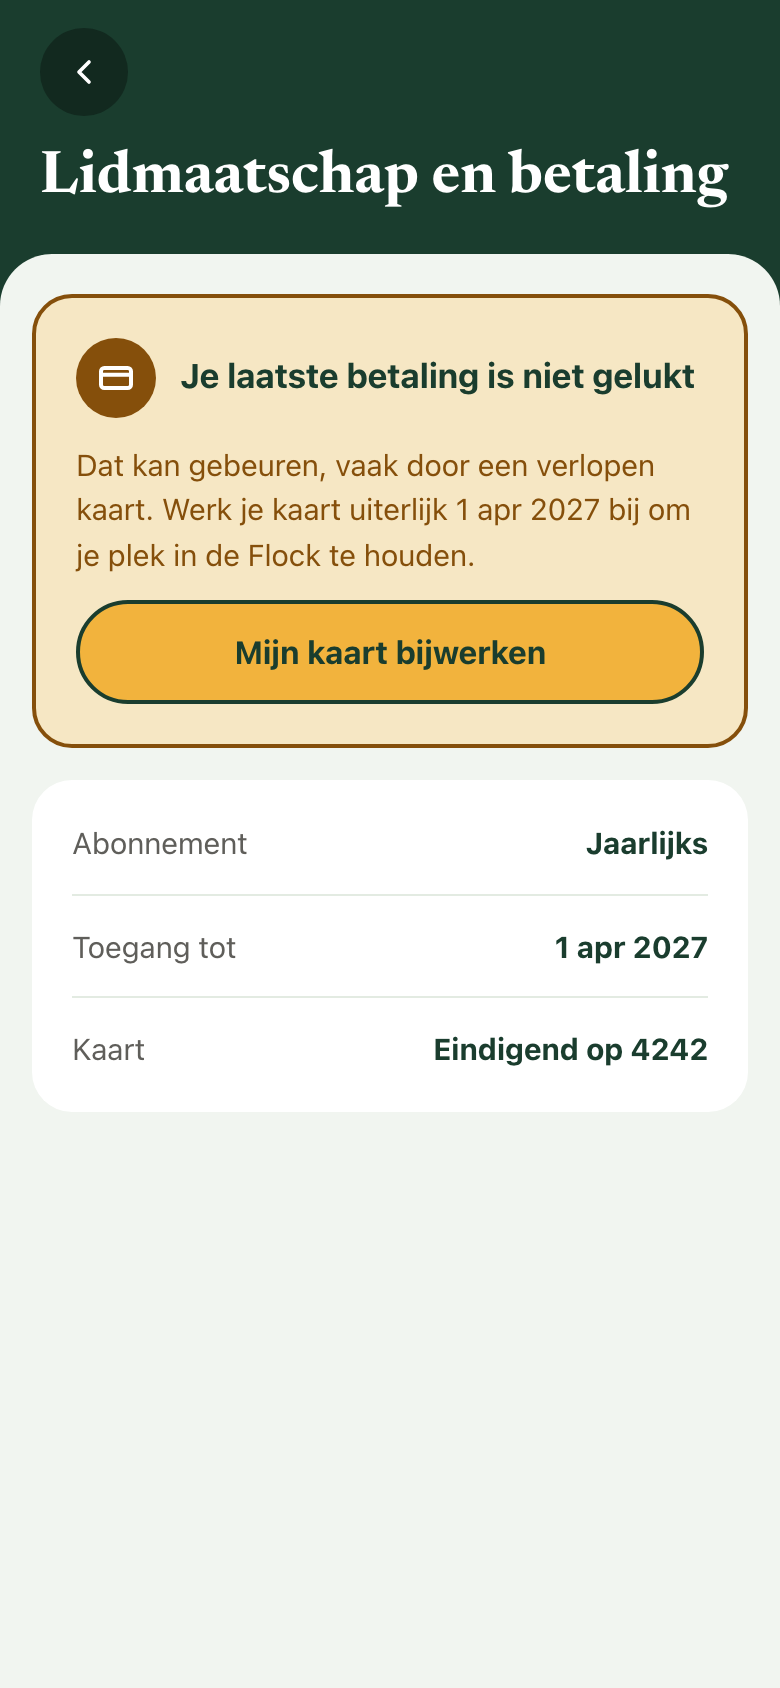 Lidmaatschap en betaling
Je laatste betaling is niet gelukt
Dat kan gebeuren, vaak door een verlopen
kaart. Werk je kaart uiterlijk 1 apr 2027 bij om
je plek in de Flock te houden.
Mijn kaart bijwerken
Abonnement Jaarlijks
Toegang tot 1 apr 2027
Kaart Eindigend op 4242